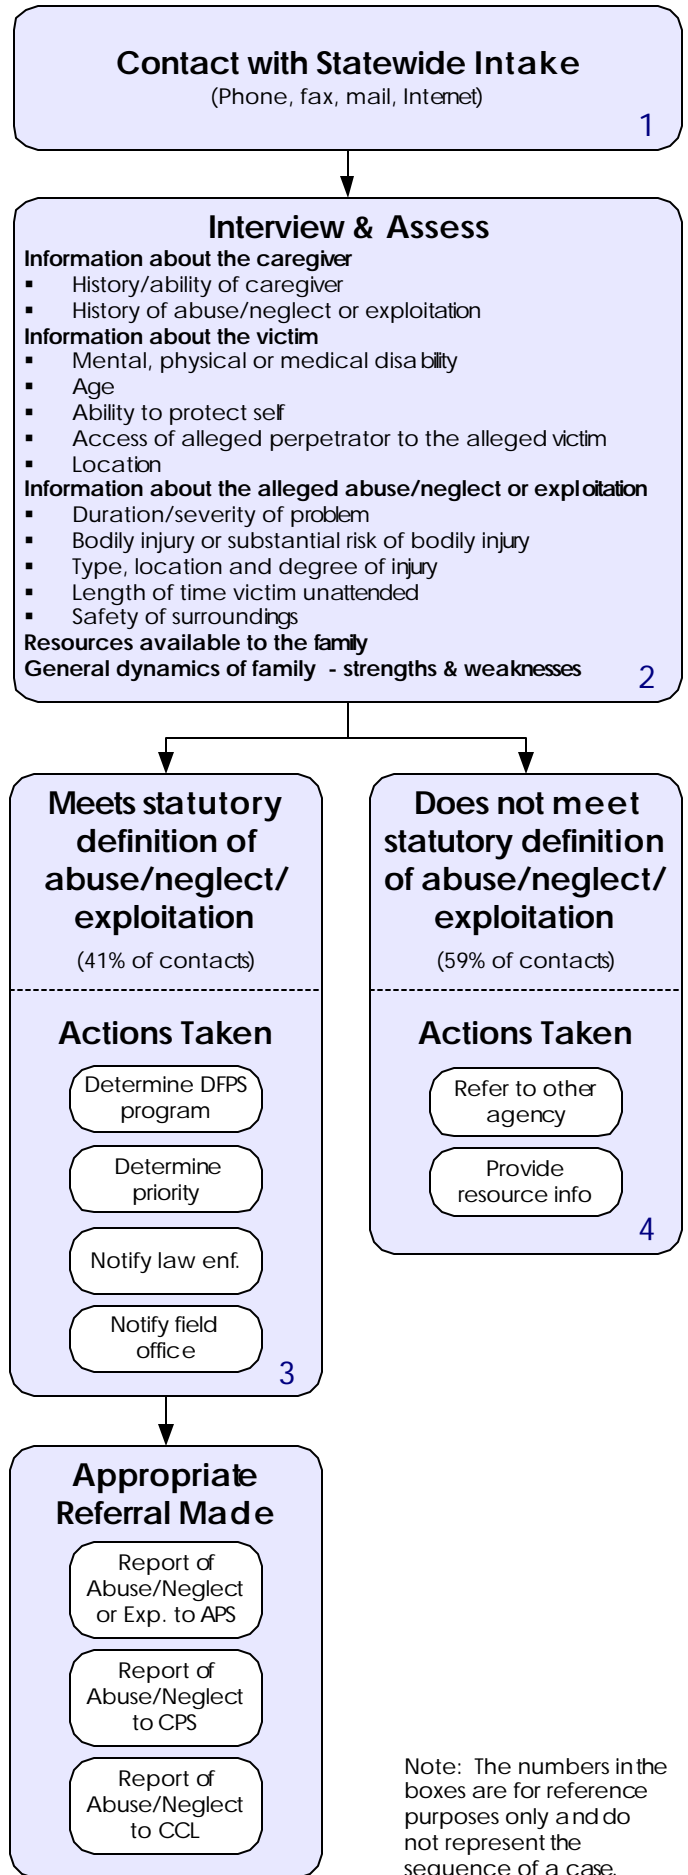 Contact with Statewide Intake
(Phone, fax, mail, Internet)
1
Interview & Assess
Information about the caregiver
▪ History/ability of caregiver
▪ History of abuse/neglect or exploitation
Information about the victim
▪ Mental, physical or medical disability
▪ Age
▪ Ability to protect self
▪ Access of alleged perpetrator to the alleged victim
▪ Location
Information about the alleged abuse/neglect or exploitation
▪ Duration/severity of problem
▪ Bodily injury or substantial risk of bodily injury
▪ Type, location and degree of injury
▪ Length of time victim unattended
▪ Safety of surroundings
Resources available to the family
General dynamics of family - strengths & weaknesses
2
Meets statutory
definition of
abuse/neglect/
exploitation
(41% of contacts)
Actions Taken
Determine DFPS
program
Determine
priority
Notify law enf.
Notify field
office
3
Does not meet
statutory definition
of abuse/neglect/
exploitation
(59% of contacts)
Actions Taken
Refer to other
agency
Provide
resource info
4
Appropriate
Referral Made
Report of
Abuse/Neglect
or Exp. to APS
Report of
Abuse/Neglect
to CPS
Report of
Abuse/Neglect
to CCL
Note: The numbers in the
boxes are for reference
purposes only and do
not represent the
sequence of a case.